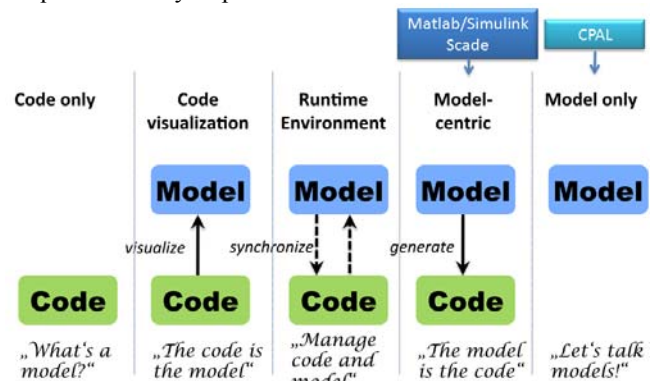 Matlab/Simulink
Scade
CPAL
Code only
Code
visualization
Runtime
Environment
Model-
centric
Model only
Model
Model
Model
Model
visualize
synchronize
generate
Code
Code
Code
Code
„What‘s a
model?“
„The code is
the model“
„Manage
code and
model“
„The model
is the code“
„Let‘s talk
models!“